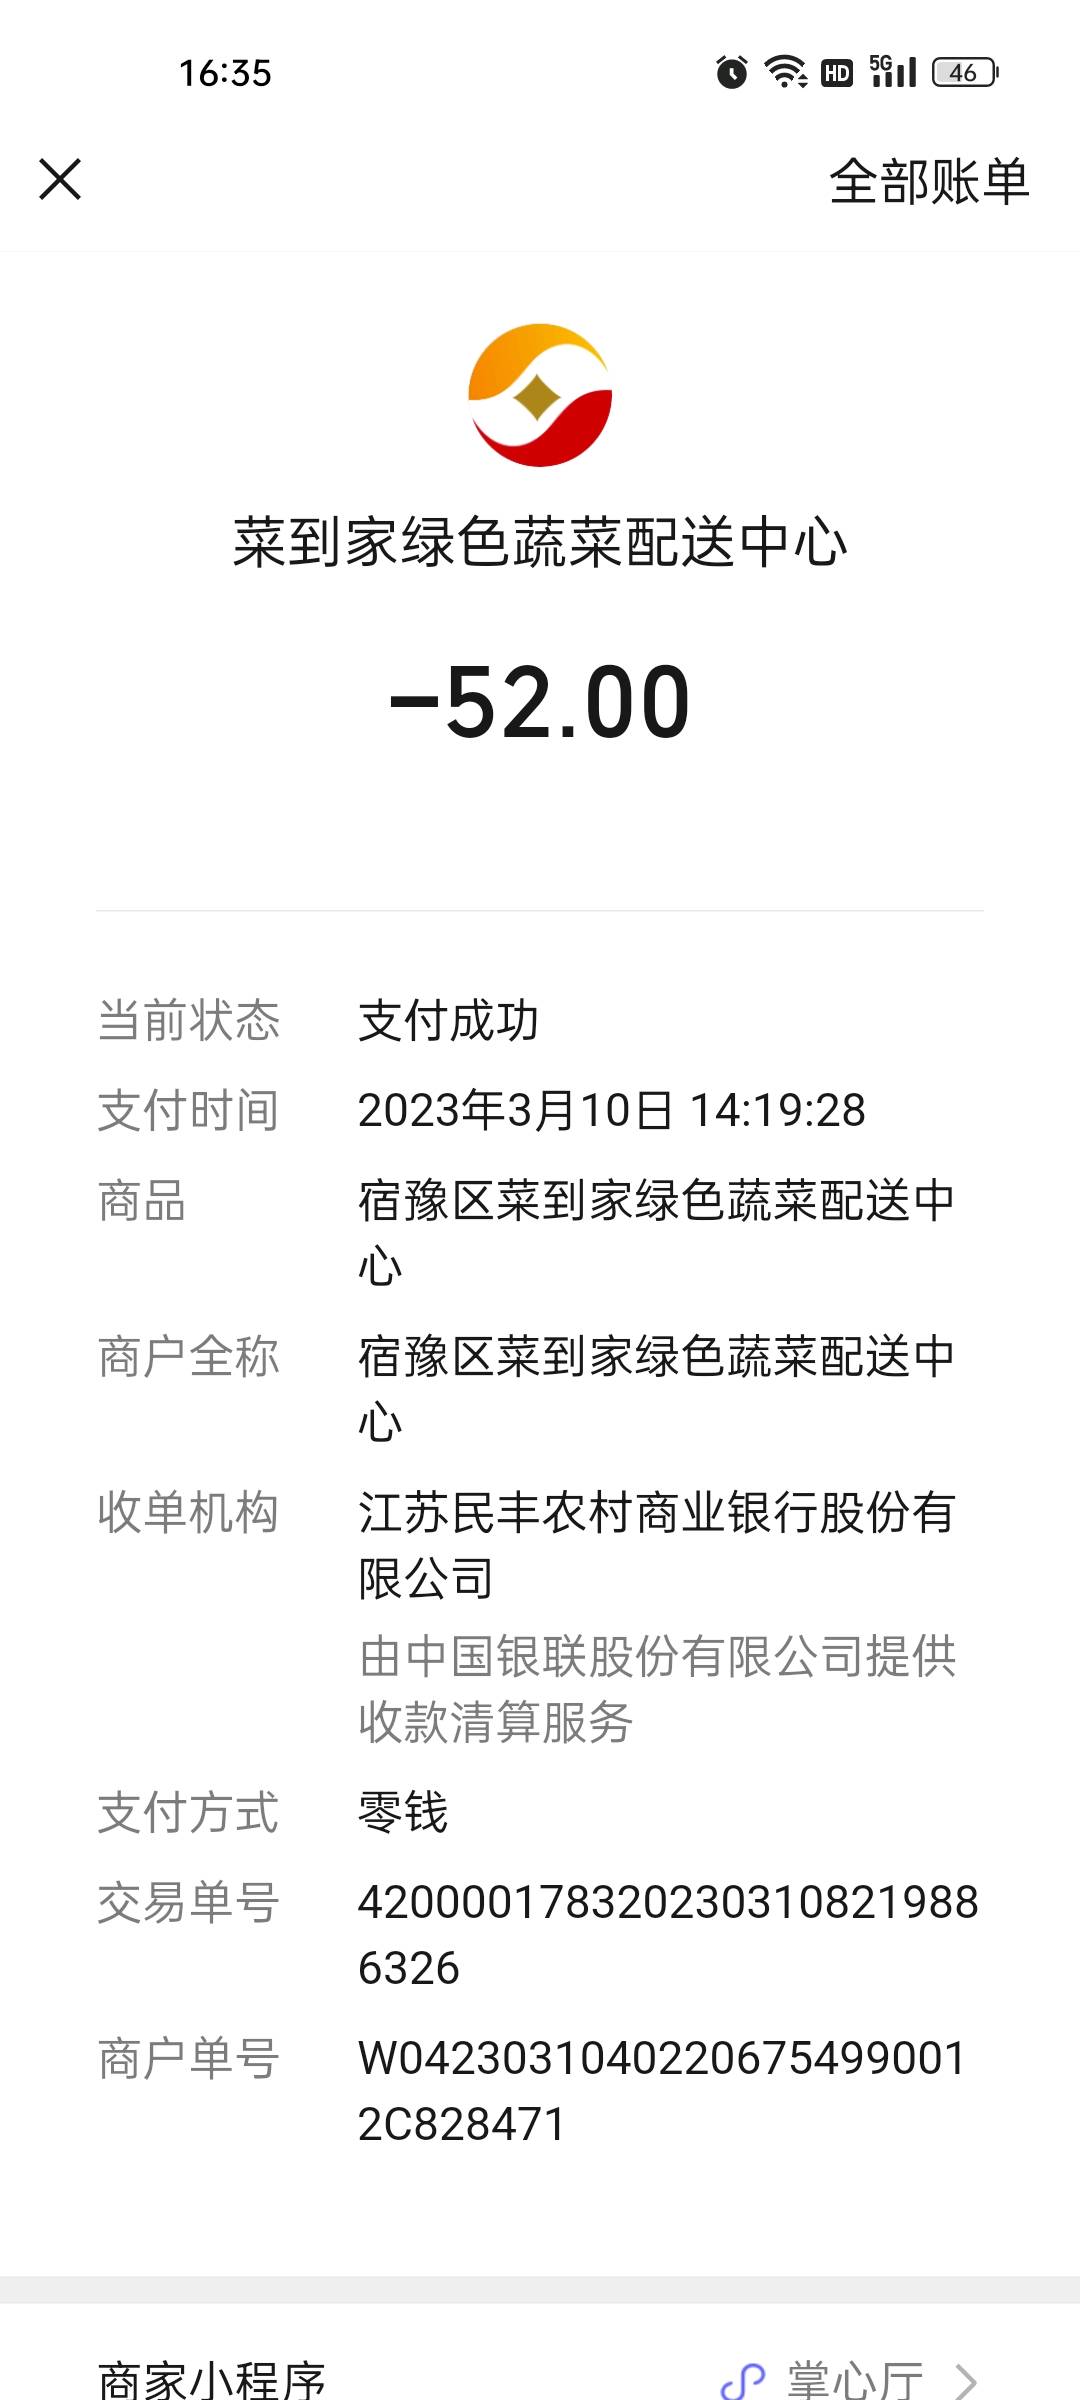 16:35
HD 5G 46
全部账单
菜到家绿色蔬菜配送中心
-52.00
当前状态 支付成功
支付时间 2023年3月10日 14:19:28
商品 宿豫区菜到家绿色蔬菜配送中
心
商户全称 宿豫区菜到家绿色蔬菜配送中
心
收单机构 江苏民丰农村商业银行股份有
限公司
由中国银联股份有限公司提供
收款清算服务
支付方式 零钱
交易单号 420000178320230310821988
6326
商户单号 W0423031040220675499001
2C828471
商家小程序 掌心厅